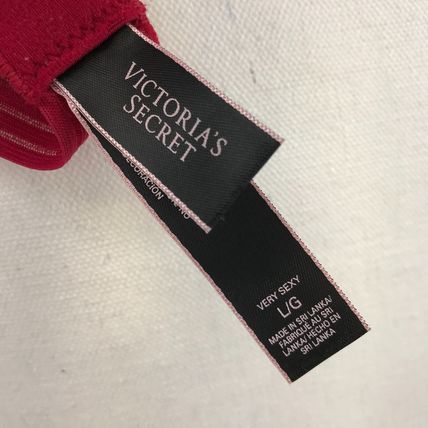 VICTORIA'S
SECRET
VERY SEXY
L/G
MADE IN SRI LANKA/
FABRIQUÉ AU SRI
LANKA/HECHO EN
SRI LANKA